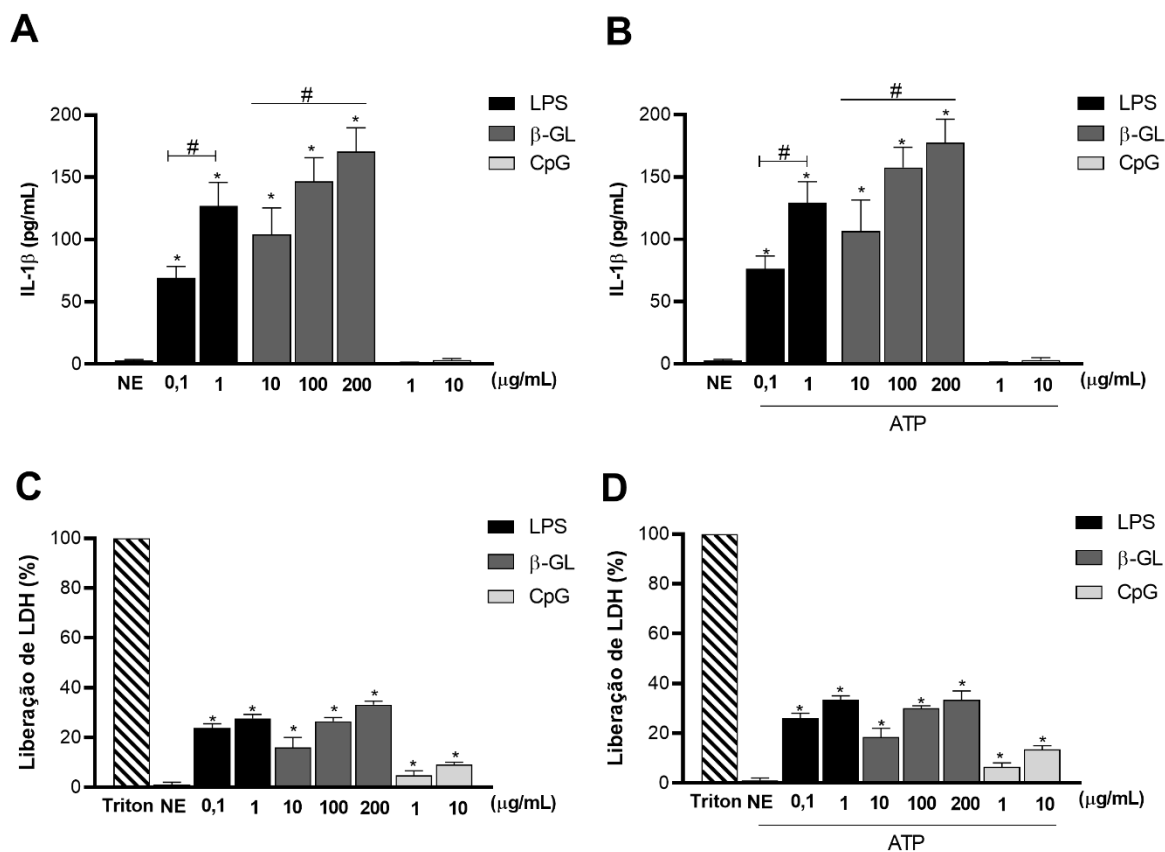 A
IL-1β (pg/mL)
200
150
100
50
0
#
#
* * * * *
NE 0,1 1 10 100 200 1 10 (μg/mL)
LPS
β-GL
CpG
B
IL-1β (pg/mL)
200
150
100
50
0
#
#
* * * * *
NE 0,1 1 10 100 200 1 10 (μg/mL)
ATP
LPS
β-GL
CpG
C
Liberação de LDH (%)
100
80
60
40
20
0
* * * * * * *
Triton NE 0,1 1 10 100 200 1 10 (μg/mL)
LPS
β-GL
CpG
D
Liberação de LDH (%)
100
80
60
40
20
0
* * * * * * *
Triton NE 0,1 1 10 100 200 1 10 (μg/mL)
ATP
LPS
β-GL
CpG